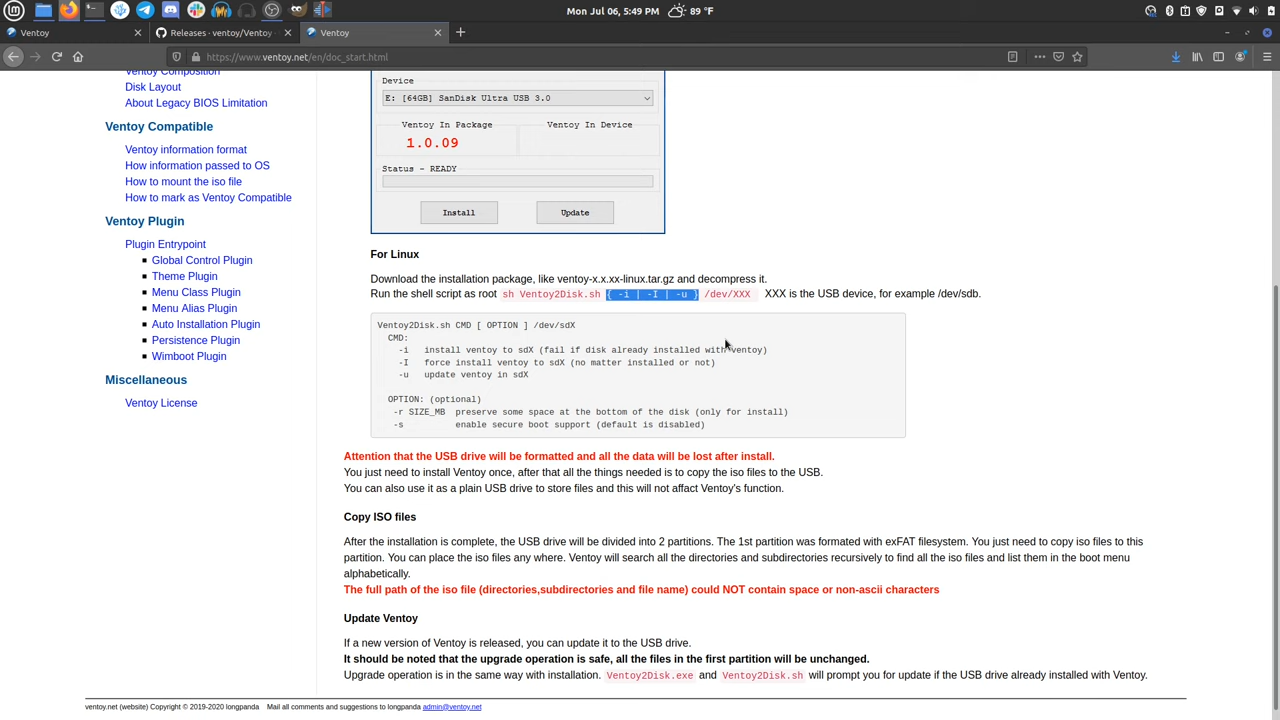 Mon Jul 06, 5:89 PM
89 °F
Ventoy
Releases · ventoy/Ventoy
Ventoy
https://www.ventoy.net/en/doc_start.html
Ventoy Composition
Disk Layout
About Legacy BIOS Limitation
Ventoy Compatible
Ventoy information format
How information passed to OS
How to mount the iso file
How to mark as Ventoy Compatible
Ventoy Plugin
Plugin Entrypoint
Global Control Plugin
Theme Plugin
Menu Class Plugin
Menu Alias Plugin
Auto Installation Plugin
Persistence Plugin
Wimboot Plugin
Miscellaneous
Ventoy License
Device
E: [64GB] SanDisk Ultra USB 3.0
Ventoy In Package
Ventoy In Device
1.0.09
Status - READY
Install
Update
For Linux
Download the installation package, like ventoy-x.x.xx-linux.tar.gz and decompress it.
Run the shell script as root sh Ventoy2Disk.sh { -i | -I | -u } /dev/XXX XXX is the USB device, for example /dev/sdb.
Ventoy2Disk.sh CMD [ OPTION ] /dev/sdX
CMD:
-i install ventoy to sdX (fail if disk already installed with ventoy)
-I force install ventoy to sdX (no matter installed or not)
-u update ventoy in sdX
OPTION: (optional)
-r SIZE_MB preserve some space at the bottom of the disk (only for install)
-s enable secure boot support (default is disabled)
Attention that the USB drive will be formatted and all the data will be lost after install.
You just need to install Ventoy once, after that all the things needed is to copy the iso files to the USB.
You can also use it as a plain USB drive to store files and this will not affact Ventoy's function.
Copy ISO files
After the installation is complete, the USB drive will be divided into 2 partitions. The 1st partition was formated with exFAT filesystem. You just need to copy iso files to this
partition. You can place the iso files any where. Ventoy will search all the directories and subdirectories recursively to find all the iso files and list them in the boot menu
alphabetically.
The full path of the iso file (directories,subdirectories and file name) could NOT contain space or non-ascii characters
Update Ventoy
If a new version of Ventoy is released, you can update it to the USB drive.
It should be noted that the upgrade operation is safe, all the files in the first partition will be unchanged.
Upgrade operation is in the same way with installation. Ventoy2Disk.exe and Ventoy2Disk.sh will prompt you for update if the USB drive already installed with Ventoy.
ventoy.net (website) Copyright © 2019-2020 longpanda Mail all comments and suggestions to longpanda admin@ventoy.net